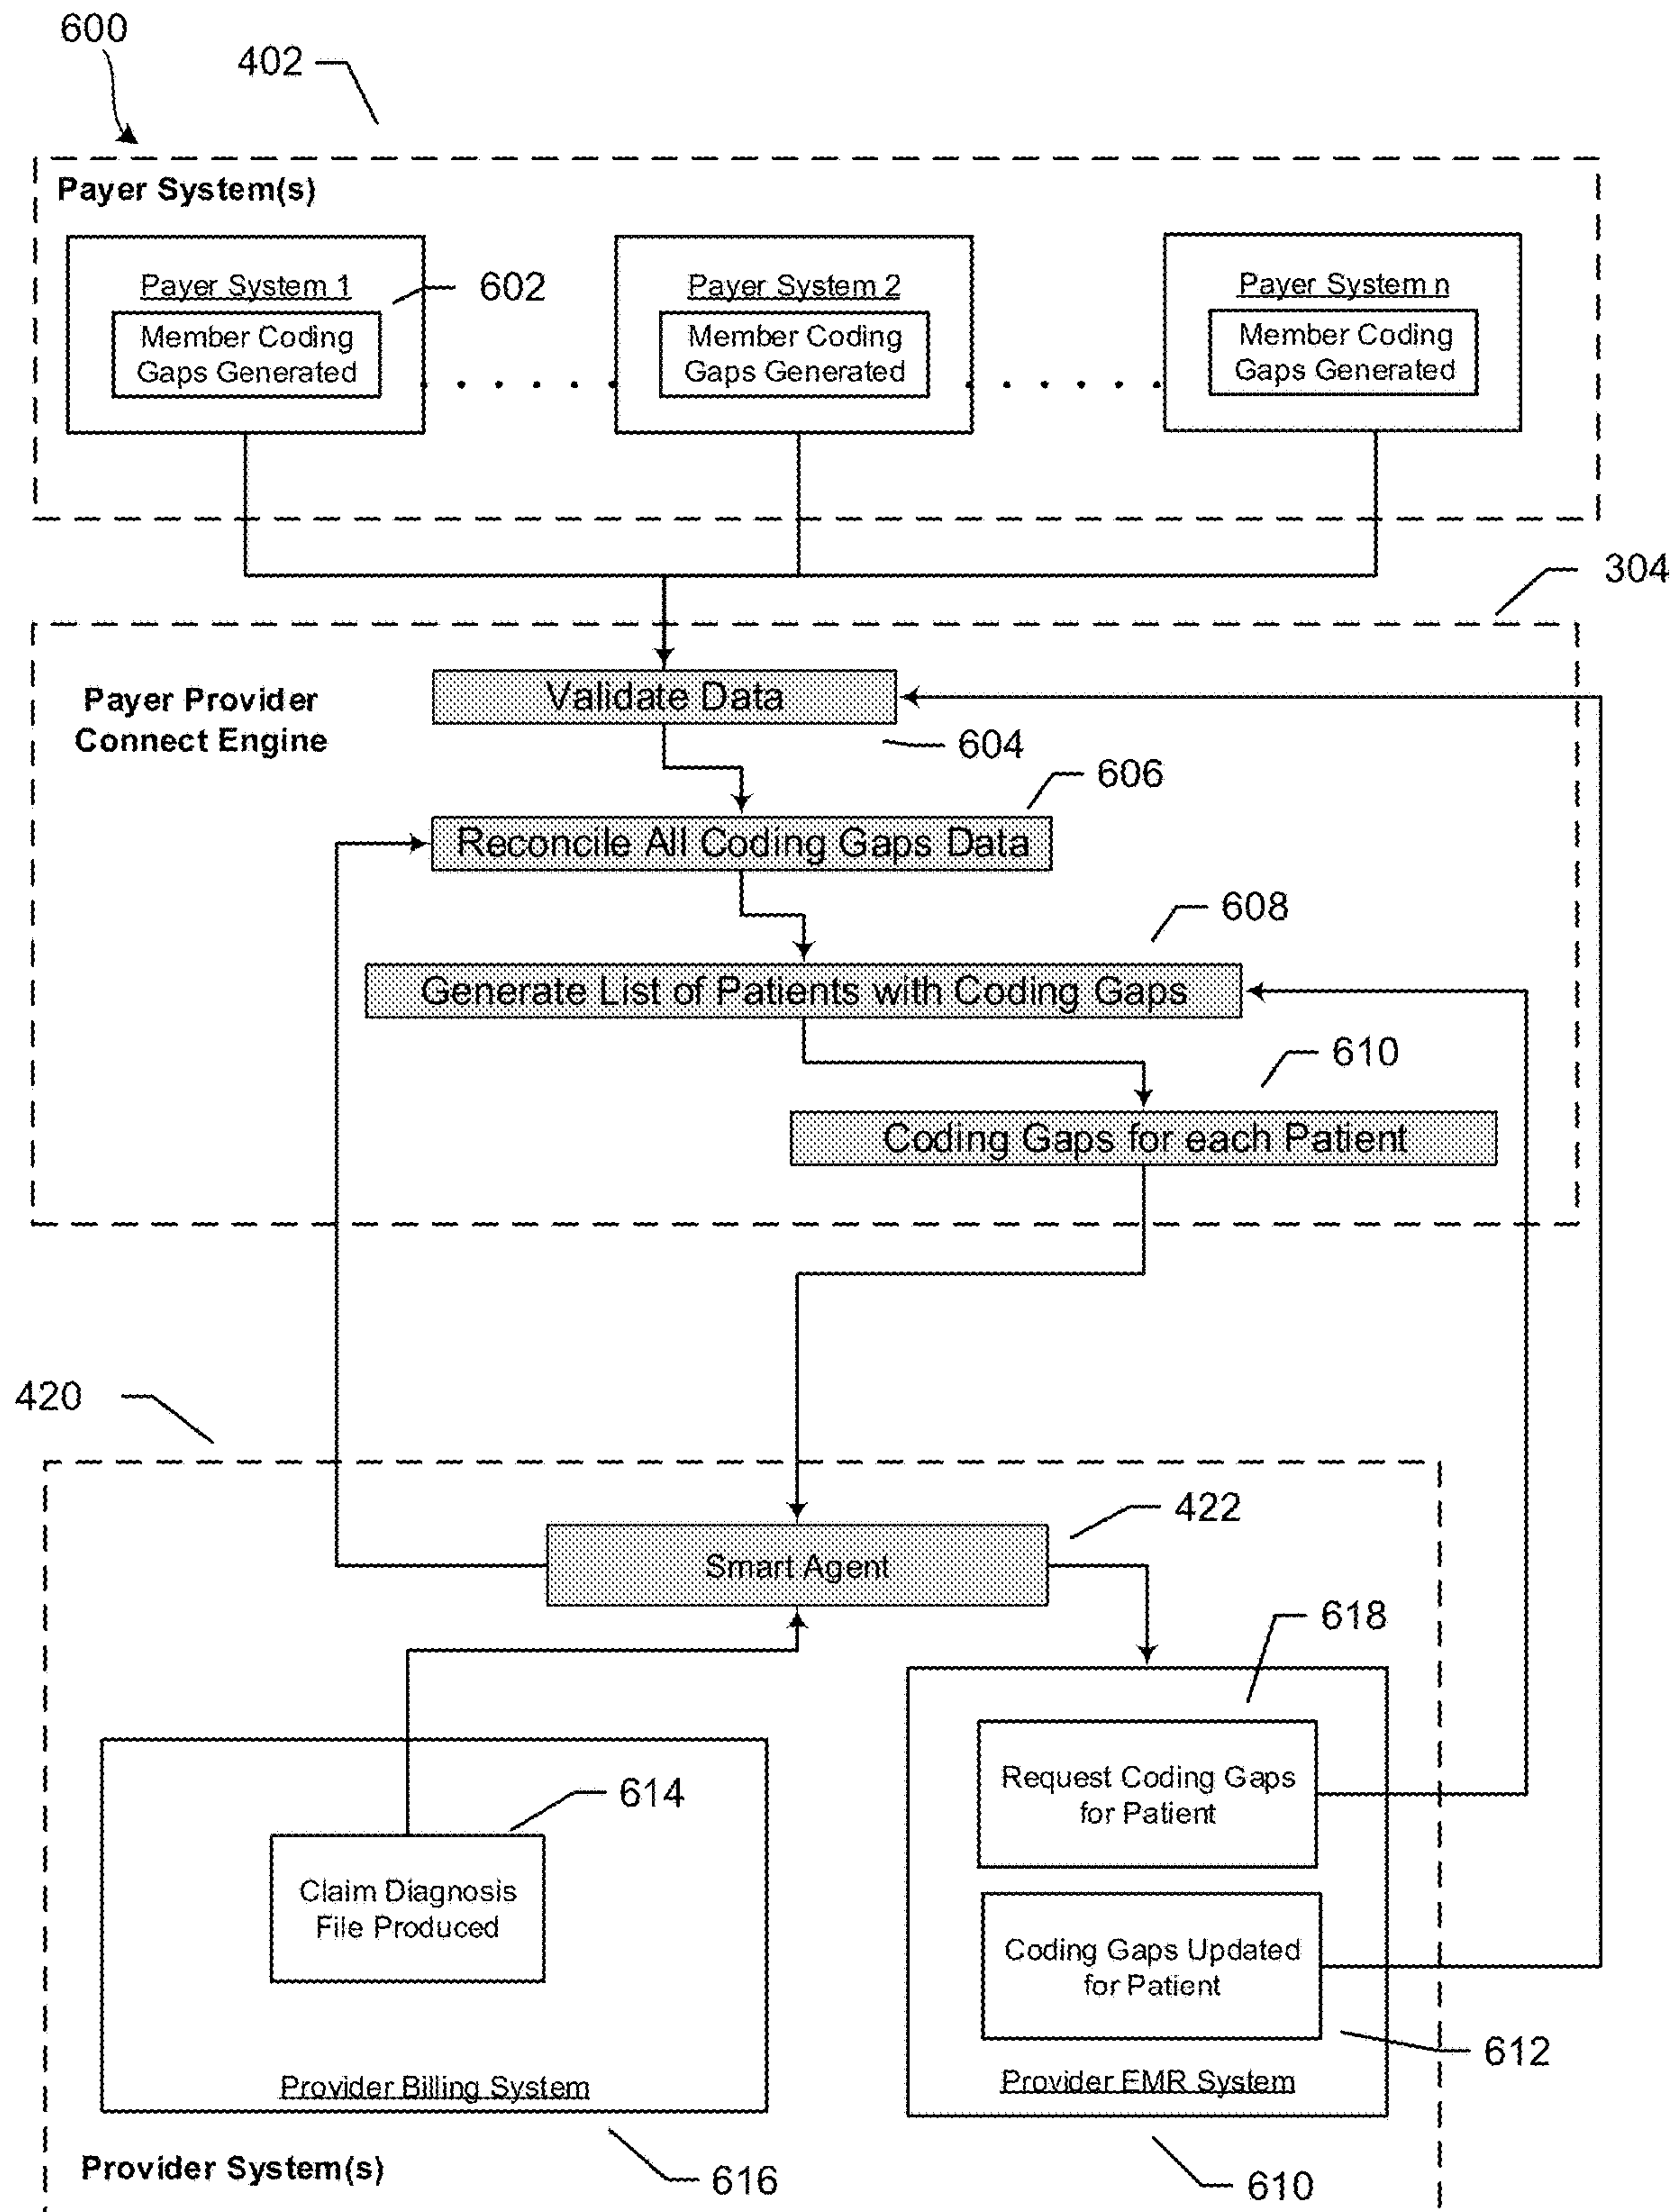 600
402
Payer System(s)
Payer System 1
602
Member Coding
Gaps Generated
Payer System 2
Member Coding
Gaps Generated
Payer System n
Member Coding
Gaps Generated
304
Payer Provider
Connect Engine
Validate Data
604
606
Reconcile All Coding Gaps Data
608
Generate List of Patients with Coding Gaps
610
Coding Gaps for each Patient
420
422
Smart Agent
618
Request Coding Gaps
for Patient
614
Claim Diagnosis
File Produced
Coding Gaps Updated
for Patient
612
Provider Billing System
Provider EMR System
616
610
Provider System(s)